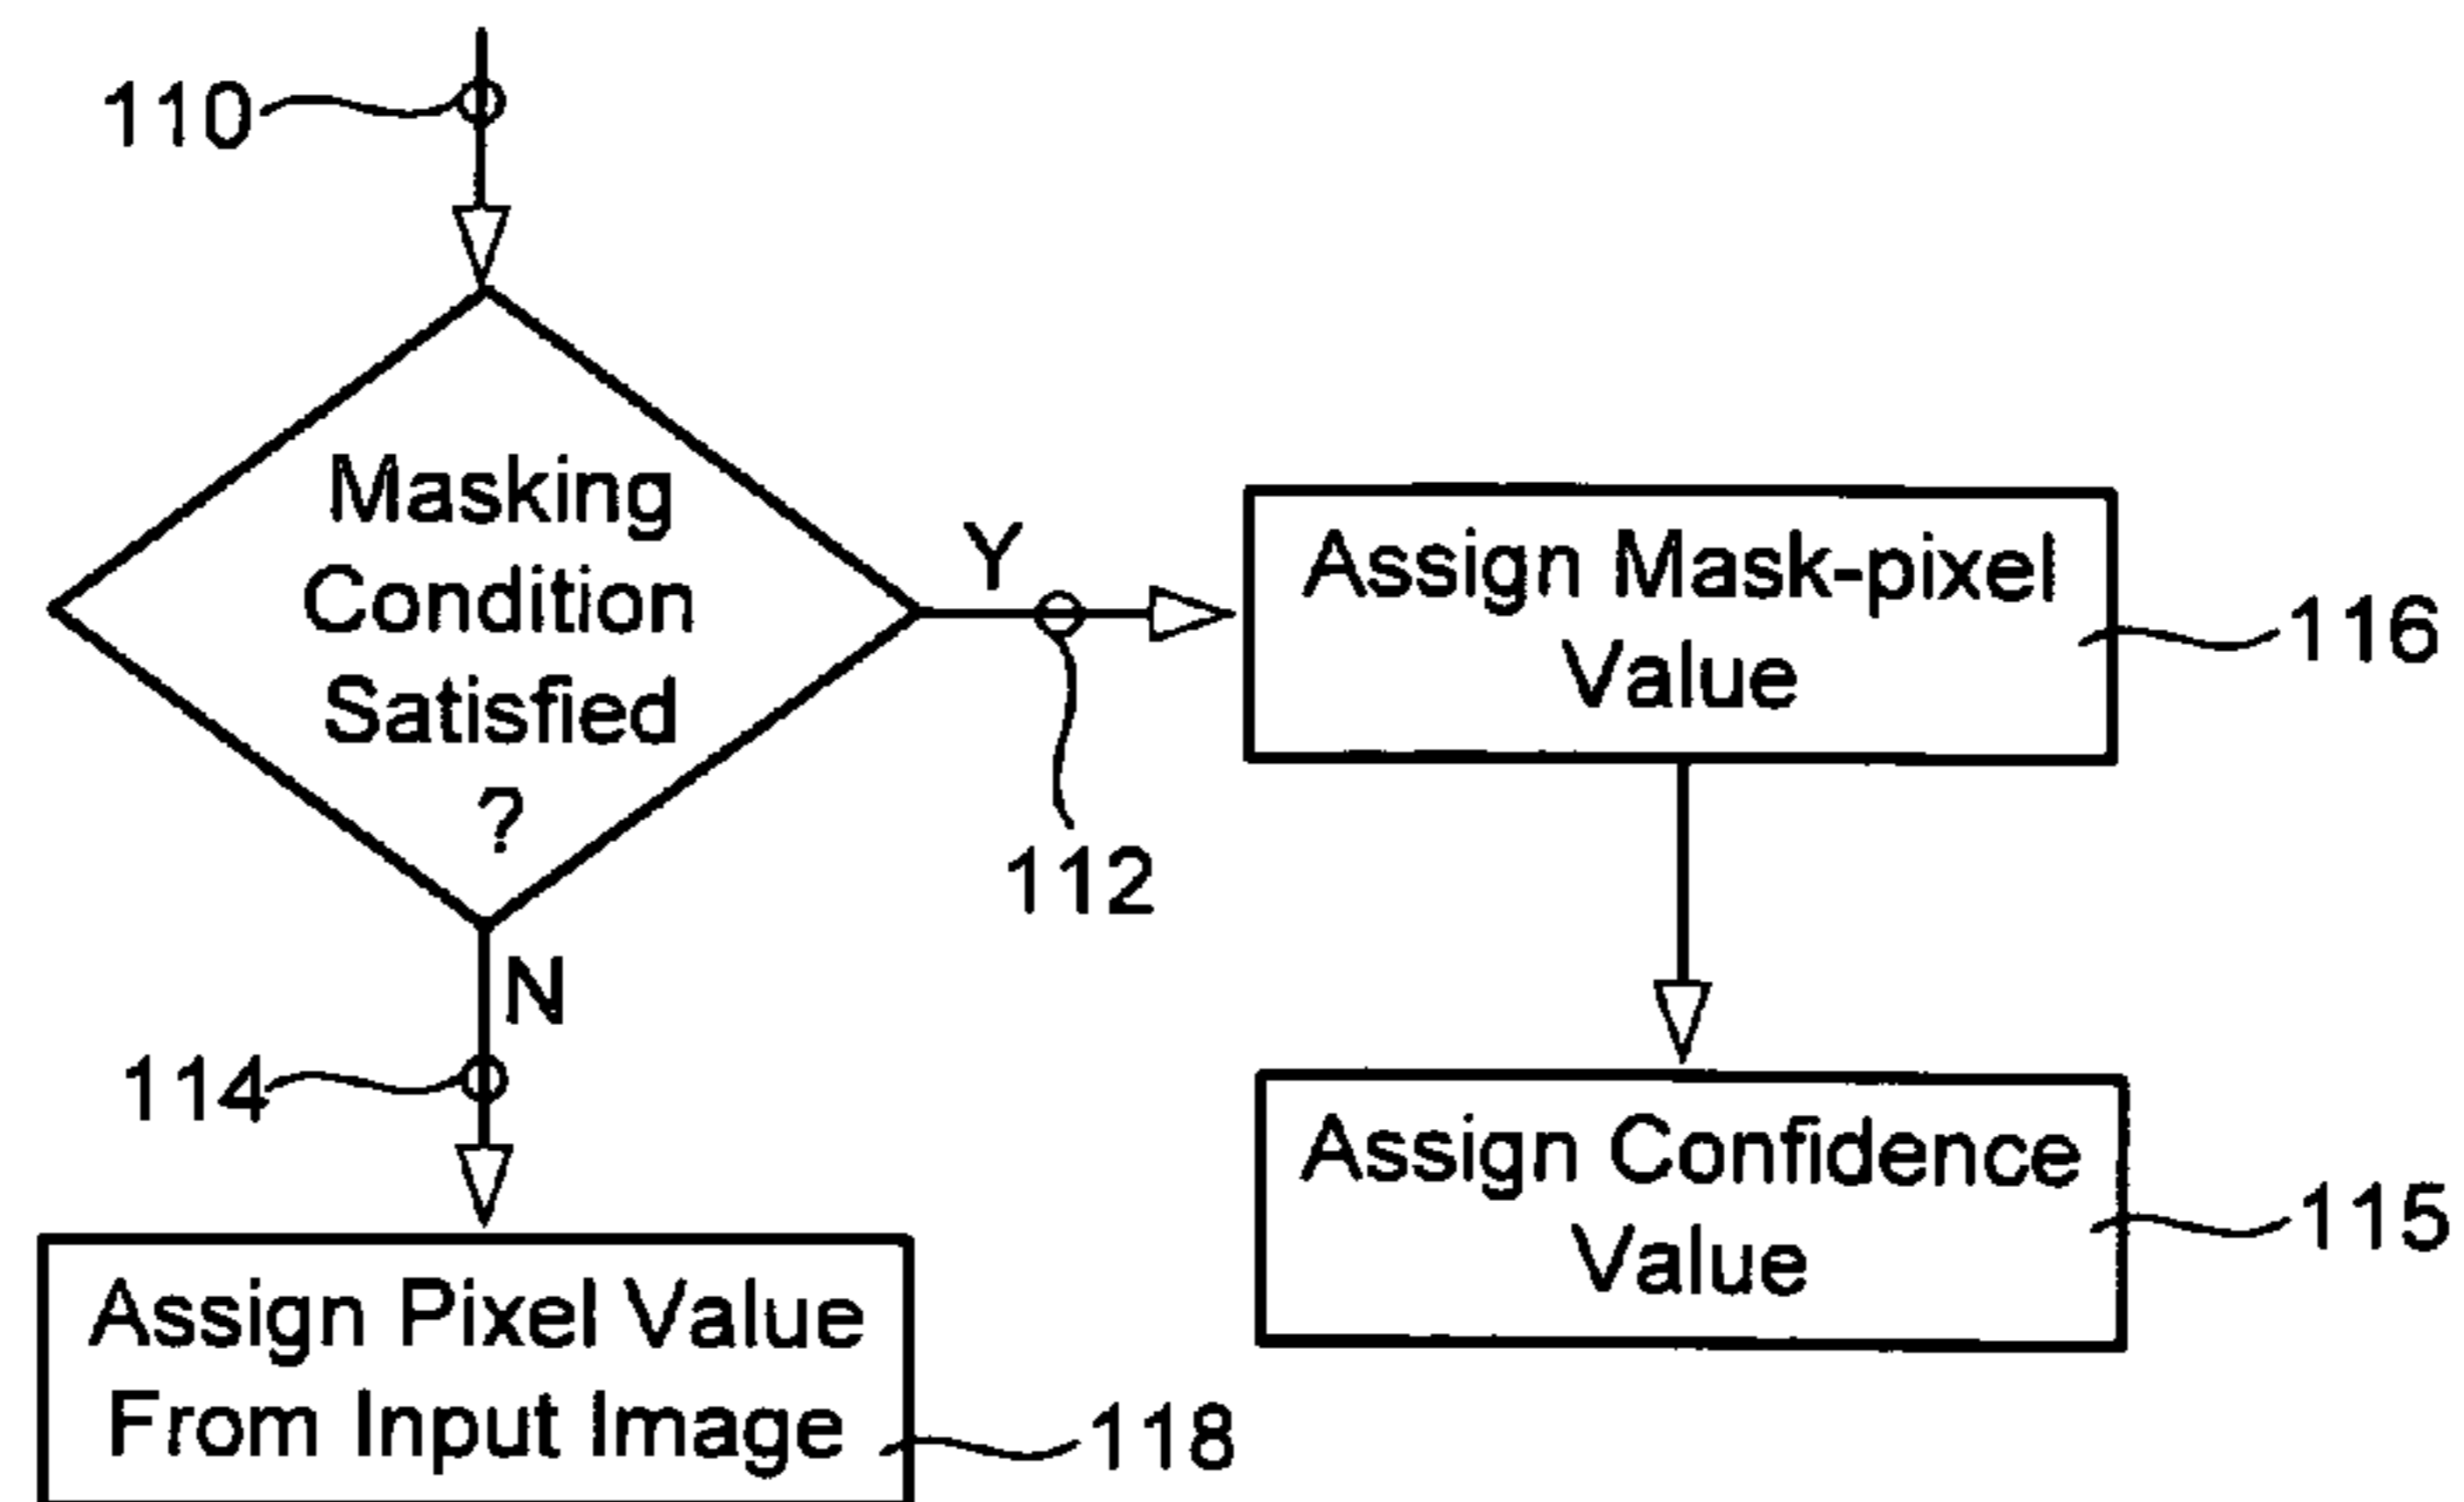 110
Masking
Condition
Satisfied
?
Y
112
Assign Mask-pixel
Value
116
N
114
Assign Confidence
Value
115
Assign Pixel Value
From Input Image
118